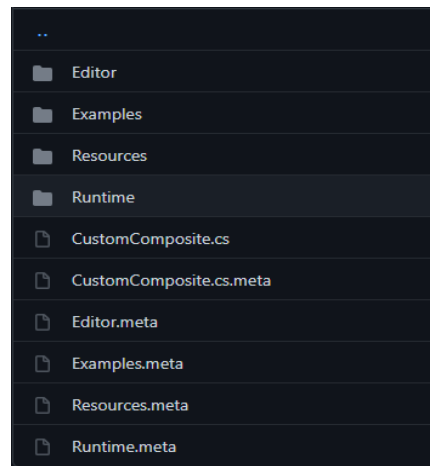 ..
Editor
Examples
Resources
Runtime
CustomComposite.cs
CustomComposite.cs.meta
Editor.meta
Examples.meta
Resources.meta
Runtime.meta